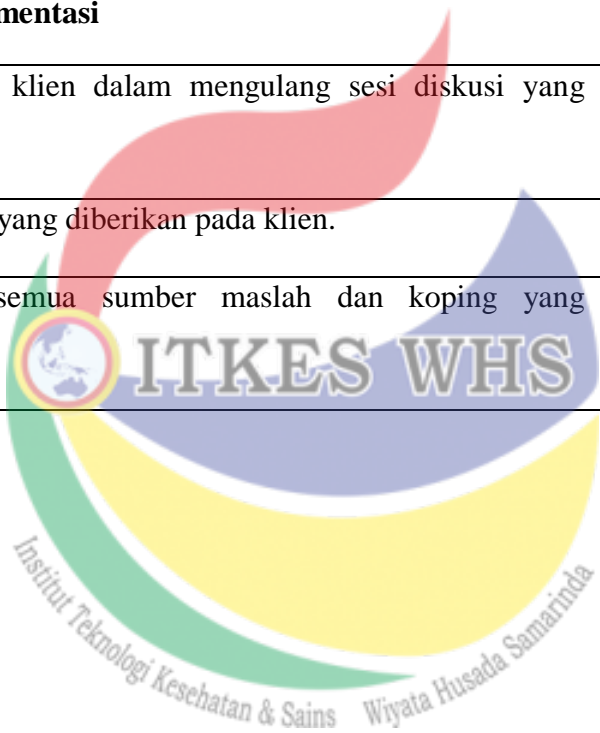 mentasi
klien dalam mengulang sesi diskusi yang
yang diberikan pada klien.
semua sumber maslah dan koping yang
ITKES WHS
Institut Teknologi Kesehatan & Sains Wiyata Husada Samarinda